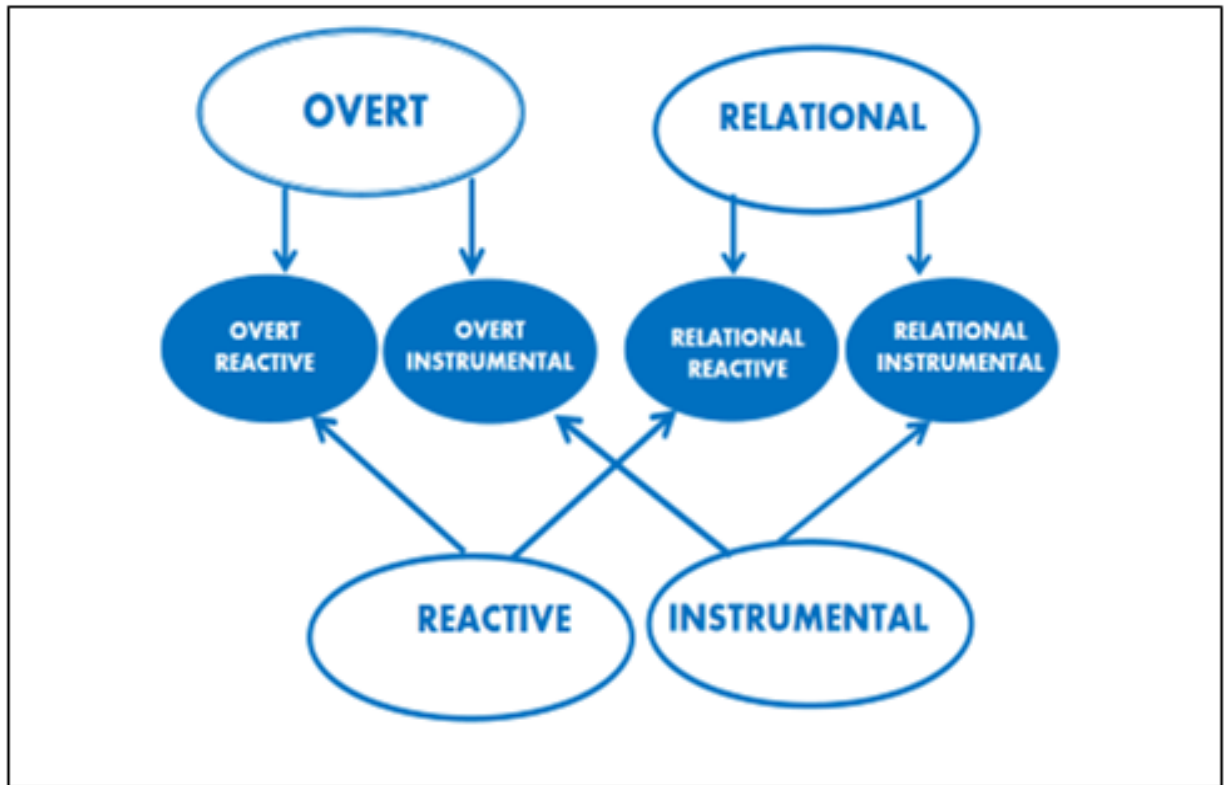 OVERT
RELATIONAL
OVERT
REACTIVE
OVERT
INSTRUMENTAL
RELATIONAL
REACTIVE
RELATIONAL
INSTRUMENTAL
REACTIVE
INSTRUMENTAL